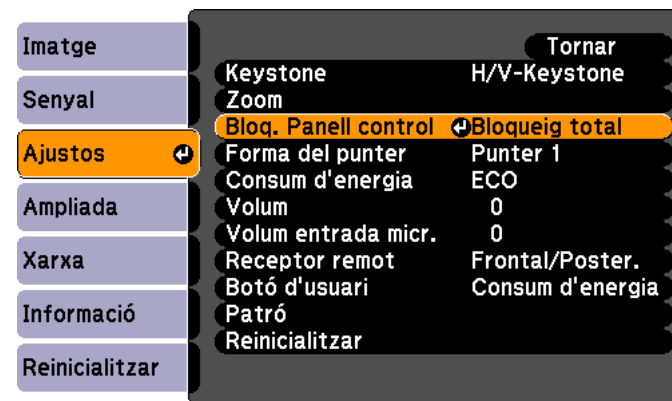 Imatge
Senyal
Ajustos
Ampliada
Xarxa
Informació
Reinicialitzar
Tornar
Keystone H/V-Keystone
Zoom
Bloq. Panell control Bloqueig total
Forma del punter Punter 1
Consum d'energia ECO
Volum 0
Volum entrada micr. 0
Receptor remot Frontal/Poster.
Botó d'usuari Consum d'energia
Patró
Reinicialitzar